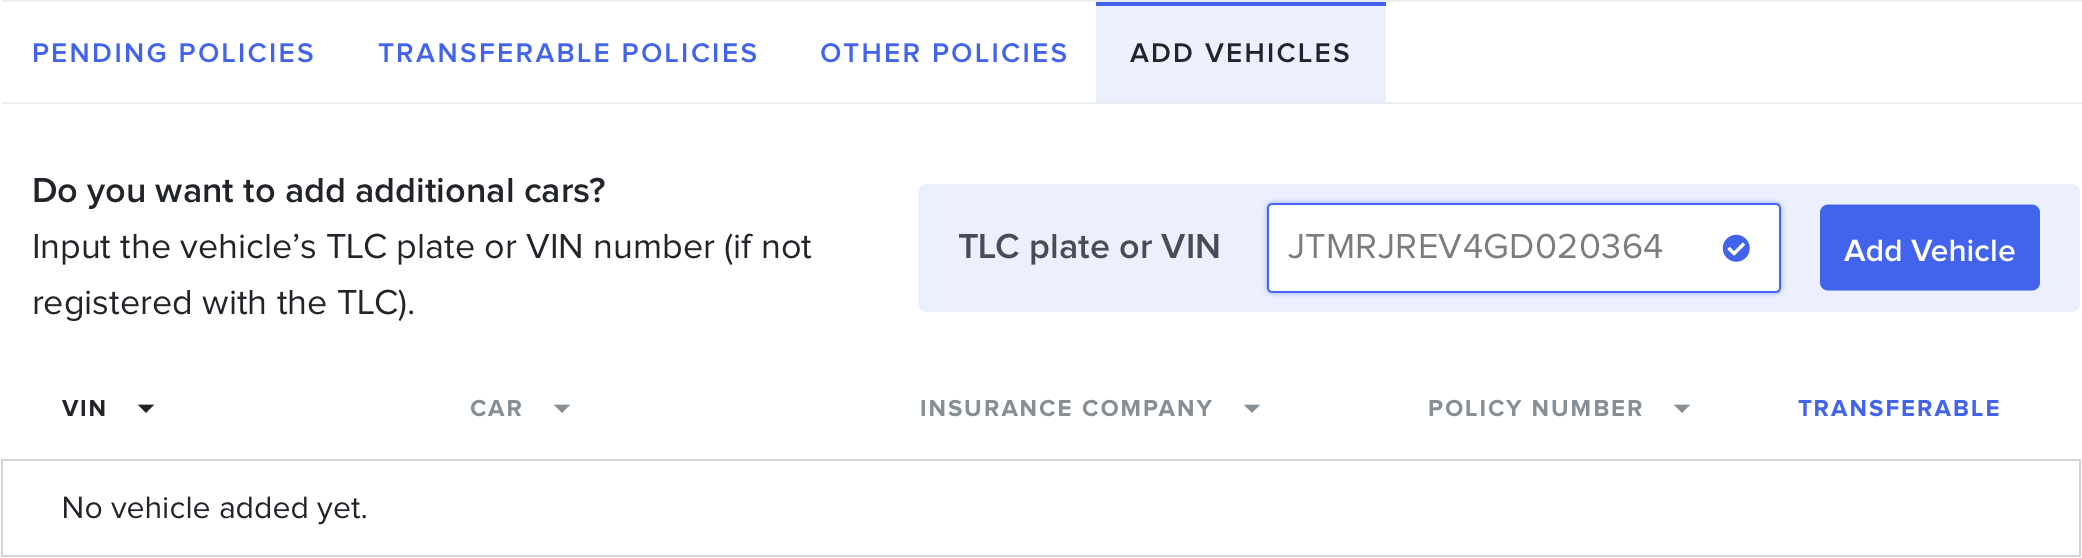 PENDING POLICIES TRANSFERABLE POLICIES OTHER POLICIES ADD VEHICLES
Do you want to add additional cars?
Input the vehicle’s TLC plate or VIN number (if not
registered with the TLC).
TLC plate or VIN JTMRJREV4GD020364 Add Vehicle
VIN CAR INSURANCE COMPANY POLICY NUMBER TRANSFERABLE
No vehicle added yet.